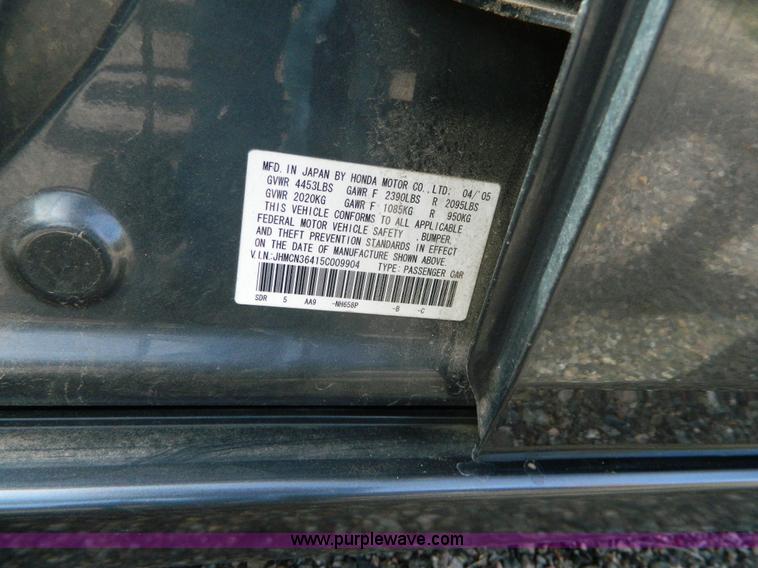 MFD. IN JAPAN BY HONDA MOTOR CO., LTD: 04/'05
GVWR 4453LBS GAWR F 2390LBS R 2095LBS
GVWR 2020KG GAWR F 1085KG R 950KG
THIS VEHICLE CONFORMS TO ALL APPLICABLE
FEDERAL MOTOR VEHICLE SAFETY ,BUMPER,
AND THEFT PREVENTION STANDARDS IN EFFECT
ON THE DATE OF MANUFACTURE SHOWN ABOVE.
V.I.N.:JHMCN36415C009904 TYPE: PASSENGER CAR
SDR 5 AA9 -NH658P -B -C
www.purplewave.com